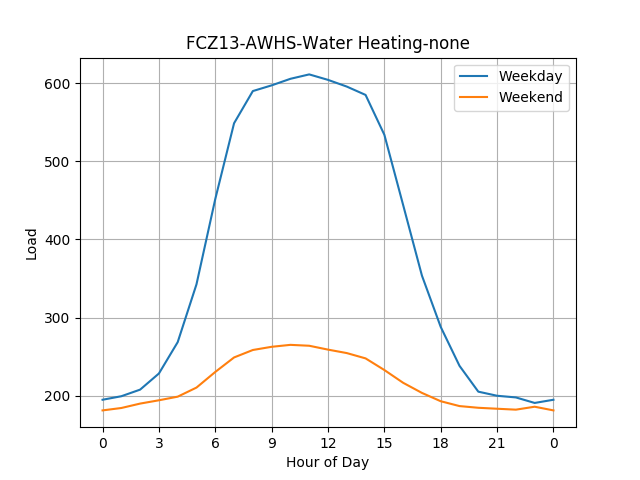 FCZ13-AWHS-Water Heating-none
Weekday
Weekend
600
500
400
300
200
Load
0 3 6 9 12 15 18 21 0
Hour of Day